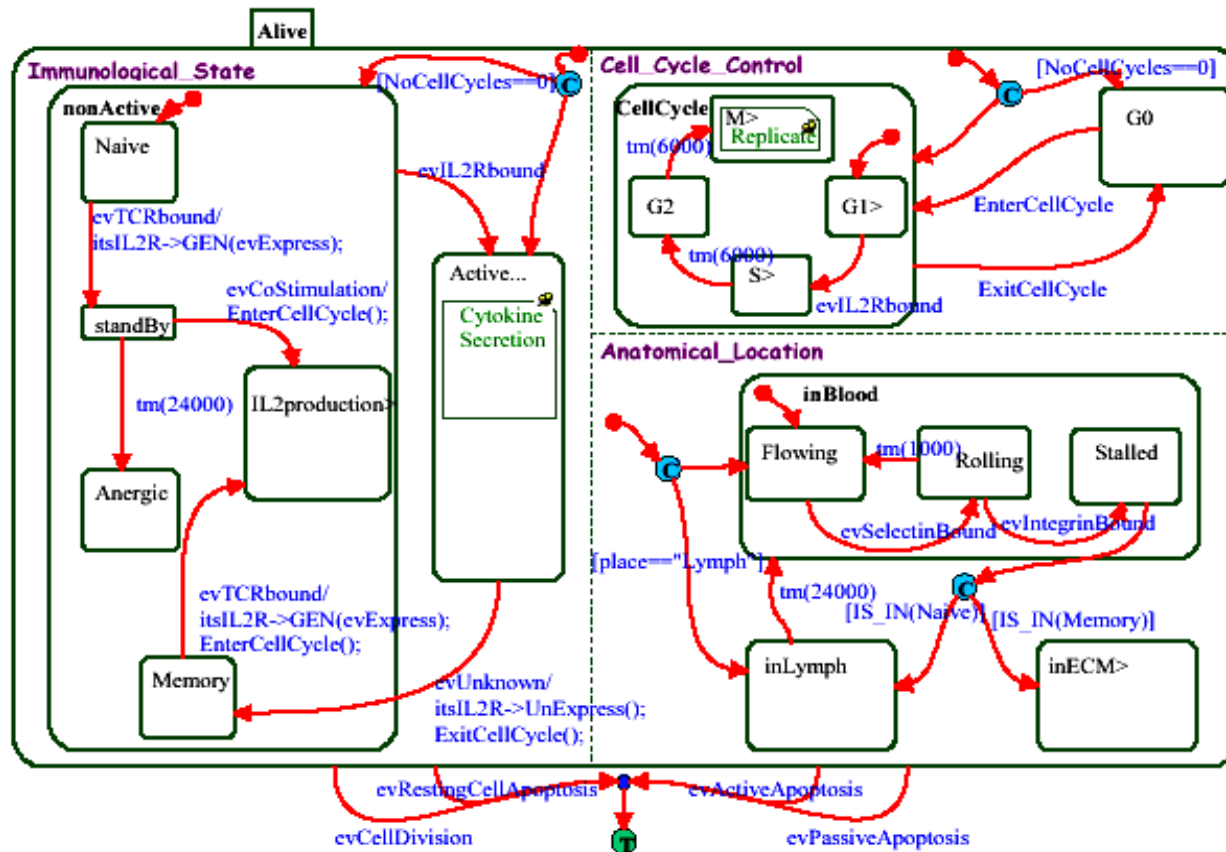 Alive
Immunological_State
[NoCellCycles==0]
C
nonActive
Naive
evTCRbound/
itsIL2R->GEN(evExpress);
evIL2Rbound
standBy
evCoStimulation/
EnterCellCycle();
tm(24000)
IL2production>
Anergic
Active...
Cytokine
Secretion
evTCRbound/
itsIL2R->GEN(evExpress);
EnterCellCycle();
Memory
evUnknown/
itsIL2R->UnExpress();
ExitCellCycle();
Cell_Cycle_Control
C
[NoCellCycles==0]
CellCycle
M>
Replicate
tm(6000)
G2
G1>
tm(6000)
S>
evIL2Rbound
G0
EnterCellCycle
ExitCellCycle
Anatomical_Location
inBlood
C
Flowing
tm(1000)
Rolling
Stalled
evSelectinBound
evIntegrinBound
[place=="Lymph"]
tm(24000)
C
[IS_IN(Naive)]
[IS_IN(Memory)]
inLymph
inECM>
evRestingCellApoptosis
evActiveApoptosis
evCellDivision
evPassiveApoptosis
T